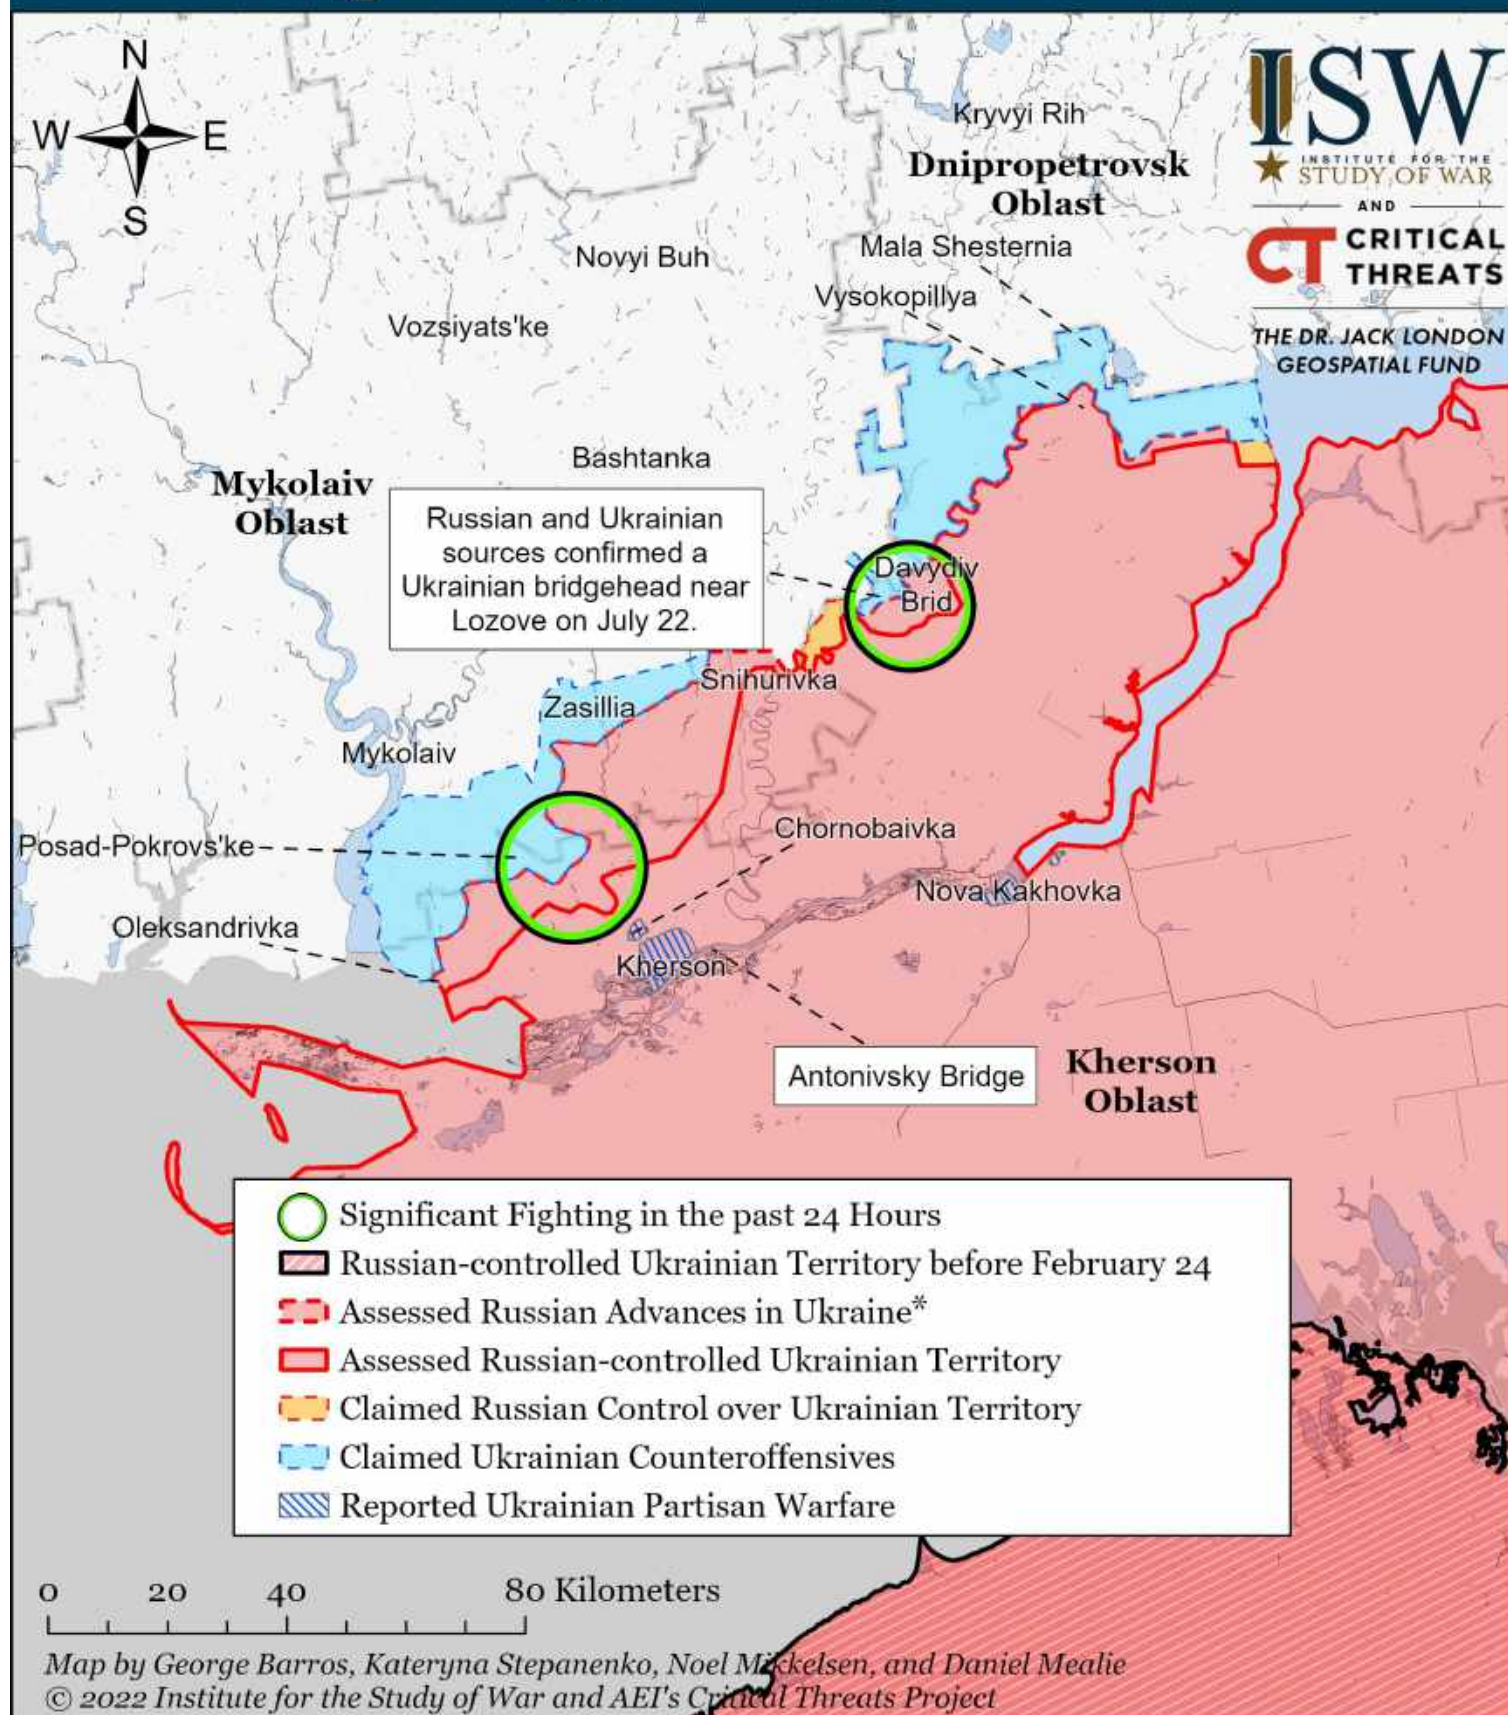 N
W
E
S
ISW
INSTITUTE FOR THE
STUDY OF WAR
AND
CT CRITICAL
THREATS
THE DR. JACK LONDON
GEOSPATIAL FUND
Kryvyi Rih
Dnipropetrovsk
Oblast
Mala Shesternia
Novyi Buh
Vysokopillya
Vozsiyats'ke
Bashtanka
Mykolaiv
Oblast
Russian and Ukrainian
sources confirmed a
Ukrainian bridgehead near
Lozove on July 22.
Davydiv
Brid
Snihurivka
Zasillia
Mykolaiv
Chornobaivka
Posad-Pokrovs'ke
Nova Kakhovka
Oleksandrivka
Kherson
Antonivsky Bridge
Kherson
Oblast
Significant Fighting in the past 24 Hours
Russian-controlled Ukrainian Territory before February 24
Assessed Russian Advances in Ukraine*
Assessed Russian-controlled Ukrainian Territory
Claimed Russian Control over Ukrainian Territory
Claimed Ukrainian Counteroffensives
Reported Ukrainian Partisan Warfare
0 20 40 80 Kilometers
Map by George Barros, Kateryna Stepanenko, Noel Mikkelsen, and Daniel Mealie
© 2022 Institute for the Study of War and AEI's Critical Threats Project